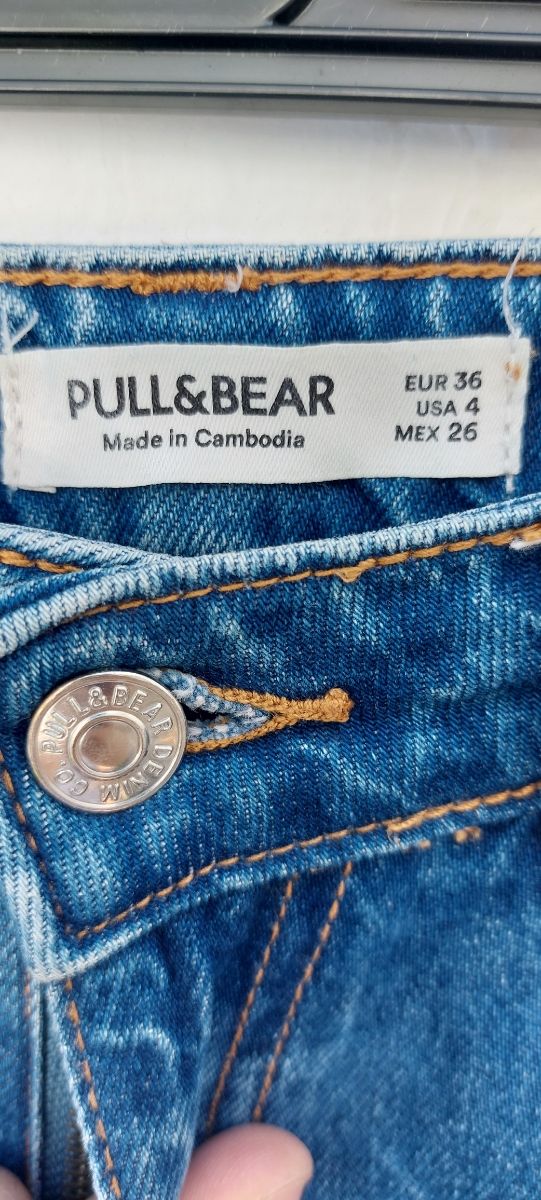 PULL&BEAR
Made in Cambodia
EUR 36
USA 4
MEX 26
PULL&BEAR DENIM CO.